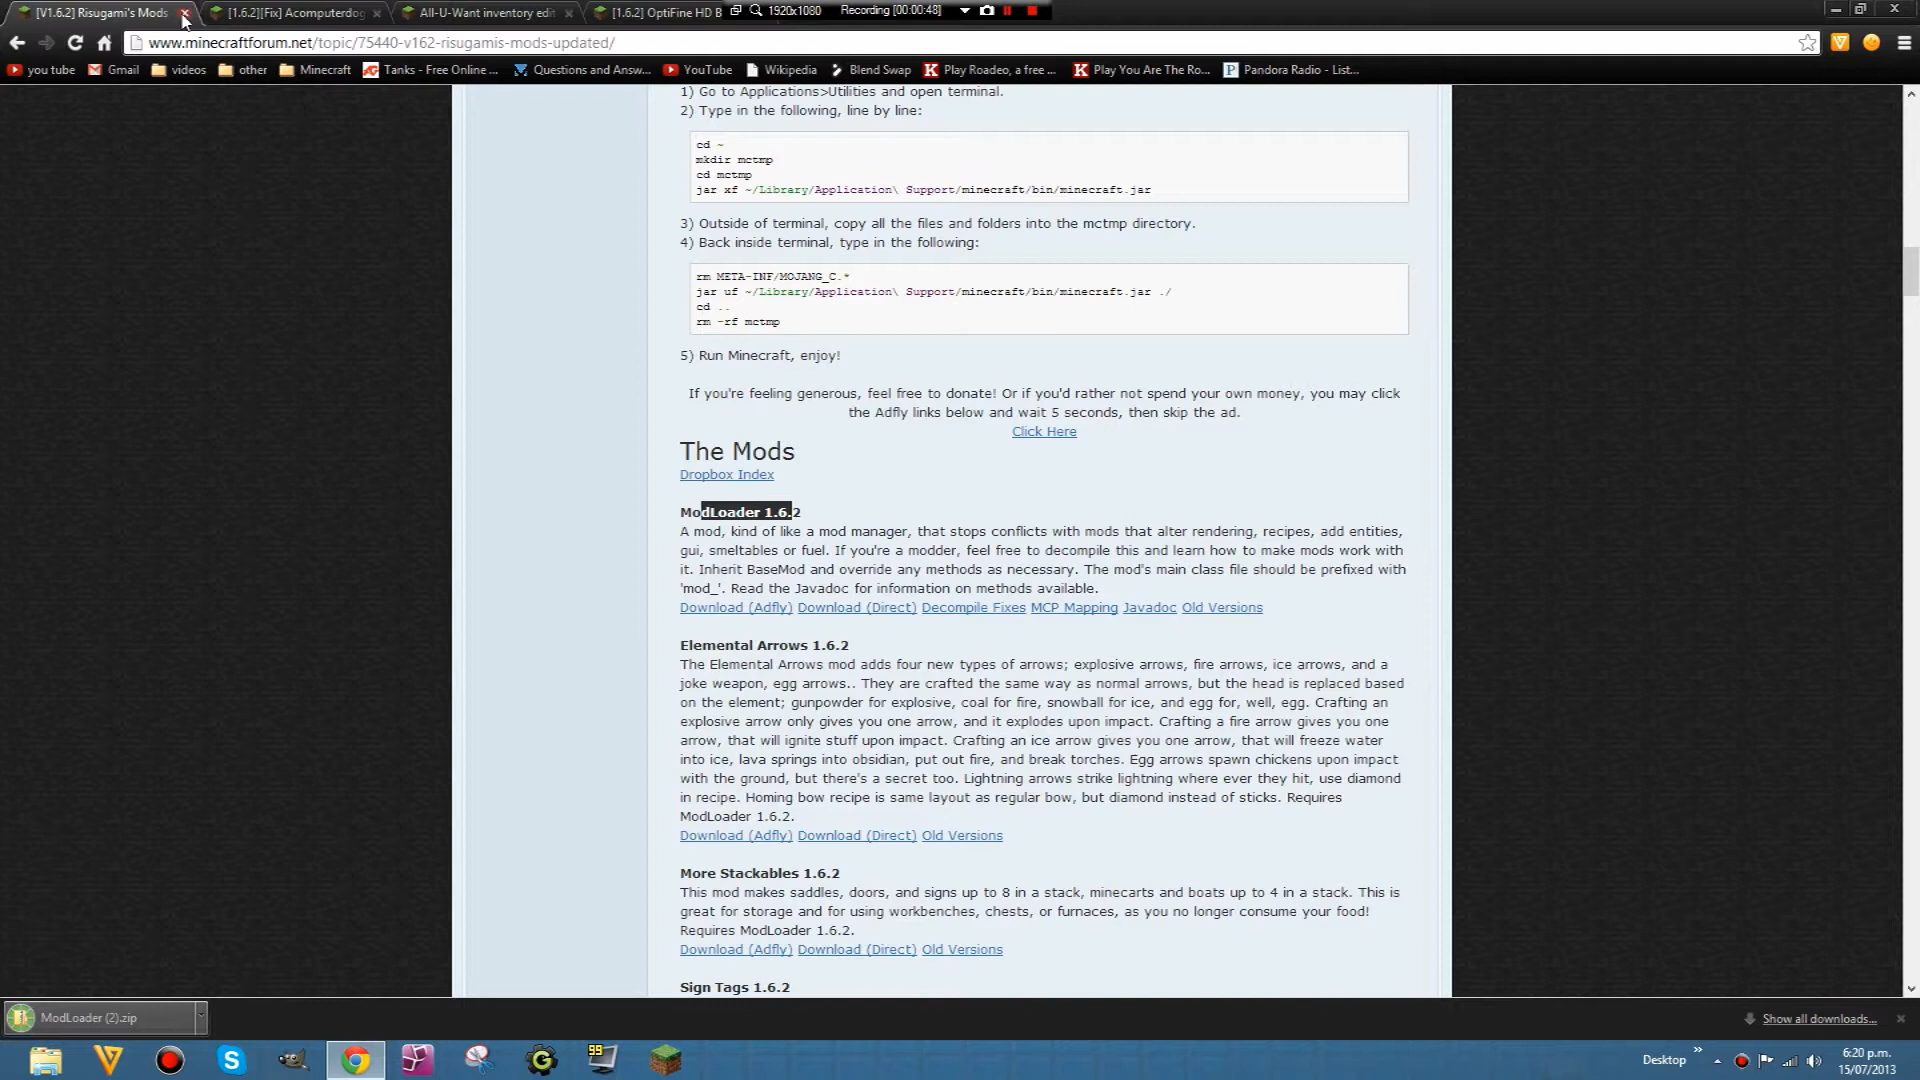 [V1.6.2] Risugami's Mods
[1.6.2][Fix] Acomputerdog
All-U-Want inventory edit
[1.6.2] OptiFine HD B
1920x1080
Recording [00:00:48]
www.minecraftforum.net/topic/75440-v162-risugamis-mods-updated/
you tube
Gmail
videos
other
Minecraft
Tanks - Free Online ...
Questions and Answ...
YouTube
Wikipedia
Blend Swap
Play Roadeo, a free ...
Play You Are The Ro...
Pandora Radio - List...
1) Go to Applications>Utilities and open terminal.
2) Type in the following, line by line:
cd ~
mkdir mctmp
cd mctmp
jar xf ~/Library/Application\ Support/minecraft/bin/minecraft.jar
3) Outside of terminal, copy all the files and folders into the mctmp directory.
4) Back inside terminal, type in the following:
rm META-INF/MOJANG_C.*
jar uf ~/Library/Application\ Support/minecraft/bin/minecraft.jar ./
cd ..
rm -rf mctmp
5) Run Minecraft, enjoy!
If you're feeling generous, feel free to donate! Or if you'd rather not spend your own money, you may click
the Adfly links below and wait 5 seconds, then skip the ad.
Click Here
The Mods
Dropbox Index
ModLoader 1.6.2
A mod, kind of like a mod manager, that stops conflicts with mods that alter rendering, recipes, add entities,
gui, smeltables or fuel. If you're a modder, feel free to decompile this and learn how to make mods work with
it. Inherit BaseMod and override any methods as necessary. The mod's main class file should be prefixed with
'mod_'. Read the Javadoc for information on methods available.
Download (Adfly) Download (Direct) Decompile Fixes MCP Mapping Javadoc Old Versions
Elemental Arrows 1.6.2
The Elemental Arrows mod adds four new types of arrows; explosive arrows, fire arrows, ice arrows, and a
joke weapon, egg arrows.. They are crafted the same way as normal arrows, but the head is replaced based
on the element; gunpowder for explosive, coal for fire, snowball for ice, and egg for, well, egg. Crafting an
explosive arrow only gives you one arrow, and it explodes upon impact. Crafting a fire arrow gives you one
arrow, that will ignite stuff upon impact. Crafting an ice arrow gives you one arrow, that will freeze water
into ice, lava springs into obsidian, put out fire, and break torches. Egg arrows spawn chickens upon impact
with the ground, but there's a secret too. Lightning arrows strike lightning where ever they hit, use diamond
in recipe. Homing bow recipe is same layout as regular bow, but diamond instead of sticks. Requires
ModLoader 1.6.2.
Download (Adfly) Download (Direct) Old Versions
More Stackables 1.6.2
This mod makes saddles, doors, and signs up to 8 in a stack, minecarts and boats up to 4 in a stack. This is
great for storage and for using workbenches, chests, or furnaces, as you no longer consume your food!
Requires ModLoader 1.6.2.
Download (Adfly) Download (Direct) Old Versions
Sign Tags 1.6.2
ModLoader (2).zip
Show all downloads...
99
Desktop
6:20 p.m.
15/07/2013